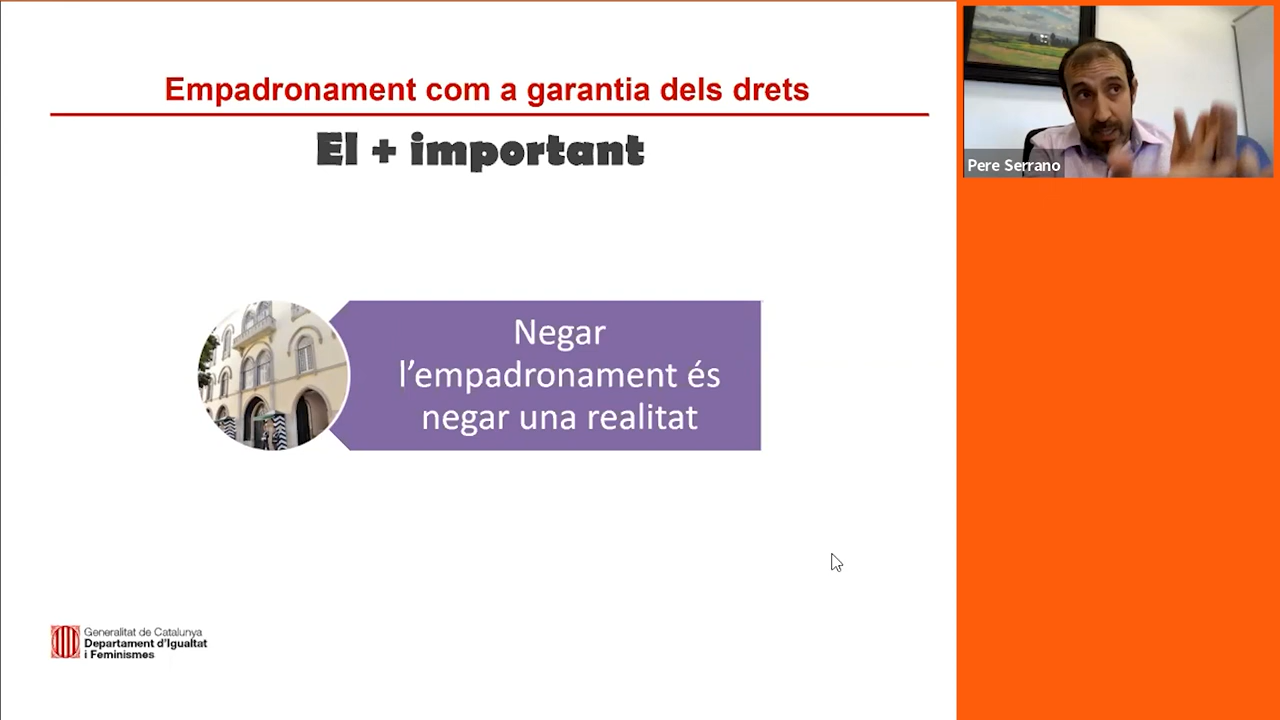 Empadronament com a garantia dels drets
El + important
Negar
l’empadronament és
negar una realitat
Generalitat de Catalunya
Departament d'Igualtat
i Feminismes
Pere Serrano